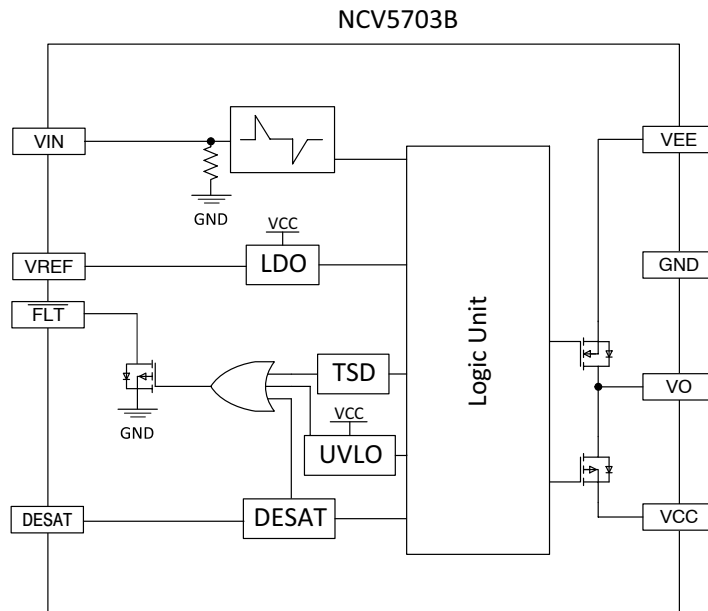 NCV5703B
VIN
VEE
GND
VCC
VREF
LDO
GND
FLT
Logic Unit
TSD
VCC
VO
GND
UVLO
DESAT
DESAT
VCC